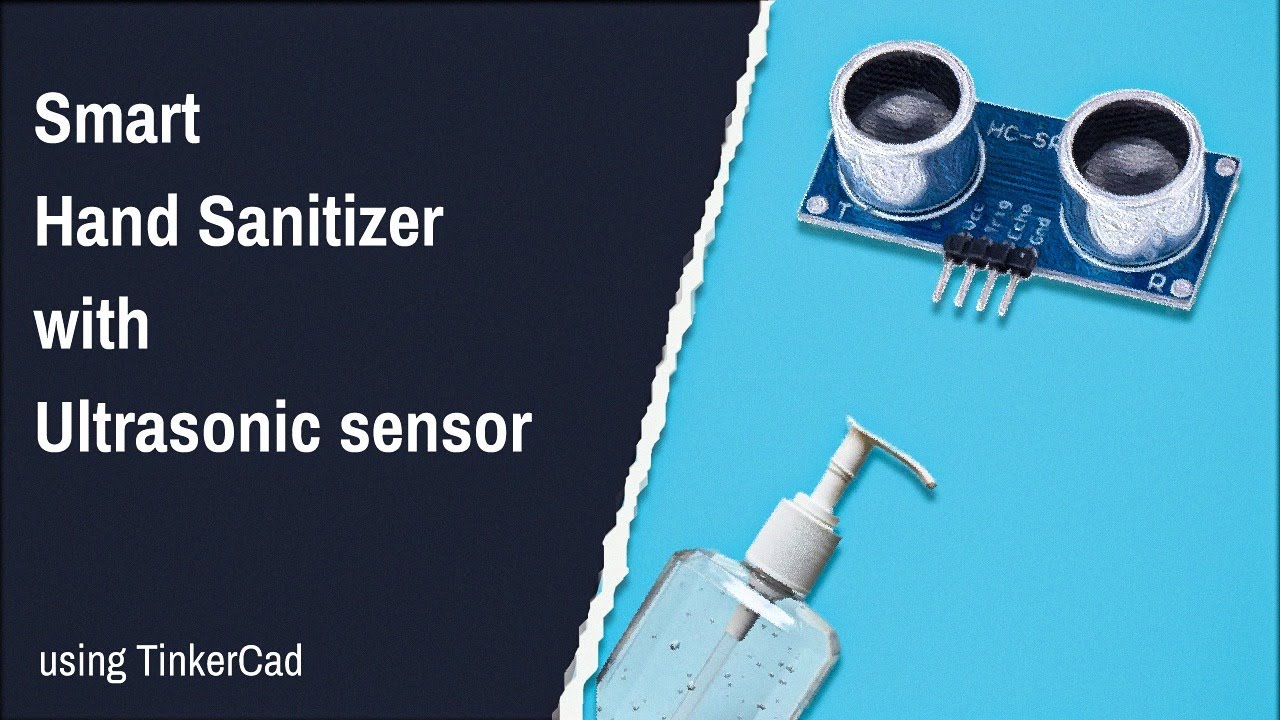 Smart
Hand Sanitizer
with
Ultrasonic sensor
using TinkerCad
HC-SR
T
Vcc
Trig
Echo
Gnd
R